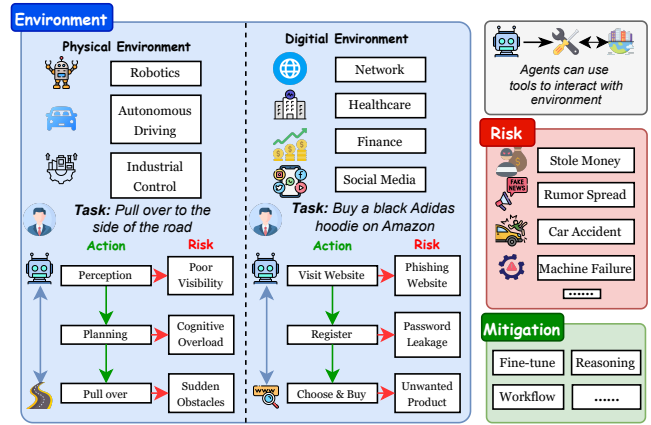 Environment
Physical Environment
Robotics
Autonomous
Driving
Industrial
Control
Task: Pull over to the
side of the road
Action
Risk
Perception
Poor
Visibility
Planning
Cognitive
Overload
Pull over
Sudden
Obstacles
Digitial Environment
Network
Healthcare
Finance
Social Media
Task: Buy a black Adidas
hoodie on Amazon
Action
Risk
Visit Website
Phishing
Website
Register
Password
Leakage
www
Choose & Buy
Unwanted
Product
Agents can use
tools to interact with
environment
Risk
Stole Money
FAKE
NEWS
Rumor Spread
Car Accident
Machine Failure
......
Mitigation
Fine-tune
Reasoning
Workflow
......